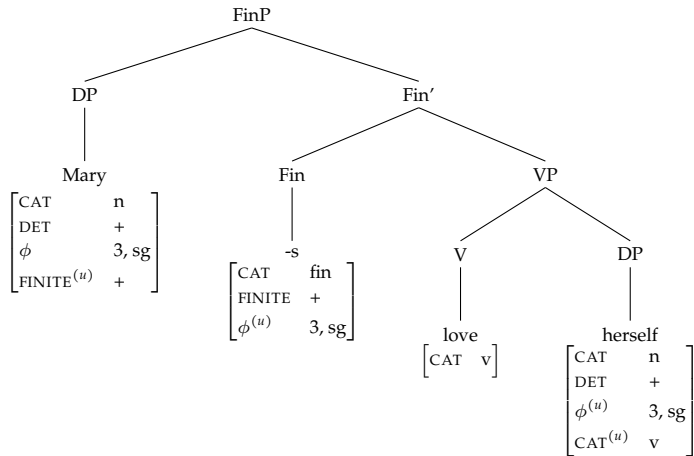 FinP
DP Fin'
Mary Fin VP
CAT n
DET +
ϕ 3, sg
FINITE(u) +
-s V DP
CAT fin
FINITE +
ϕ(u) 3, sg
love herself
CAT v
CAT n
DET +
ϕ(u) 3, sg
CAT(u) v